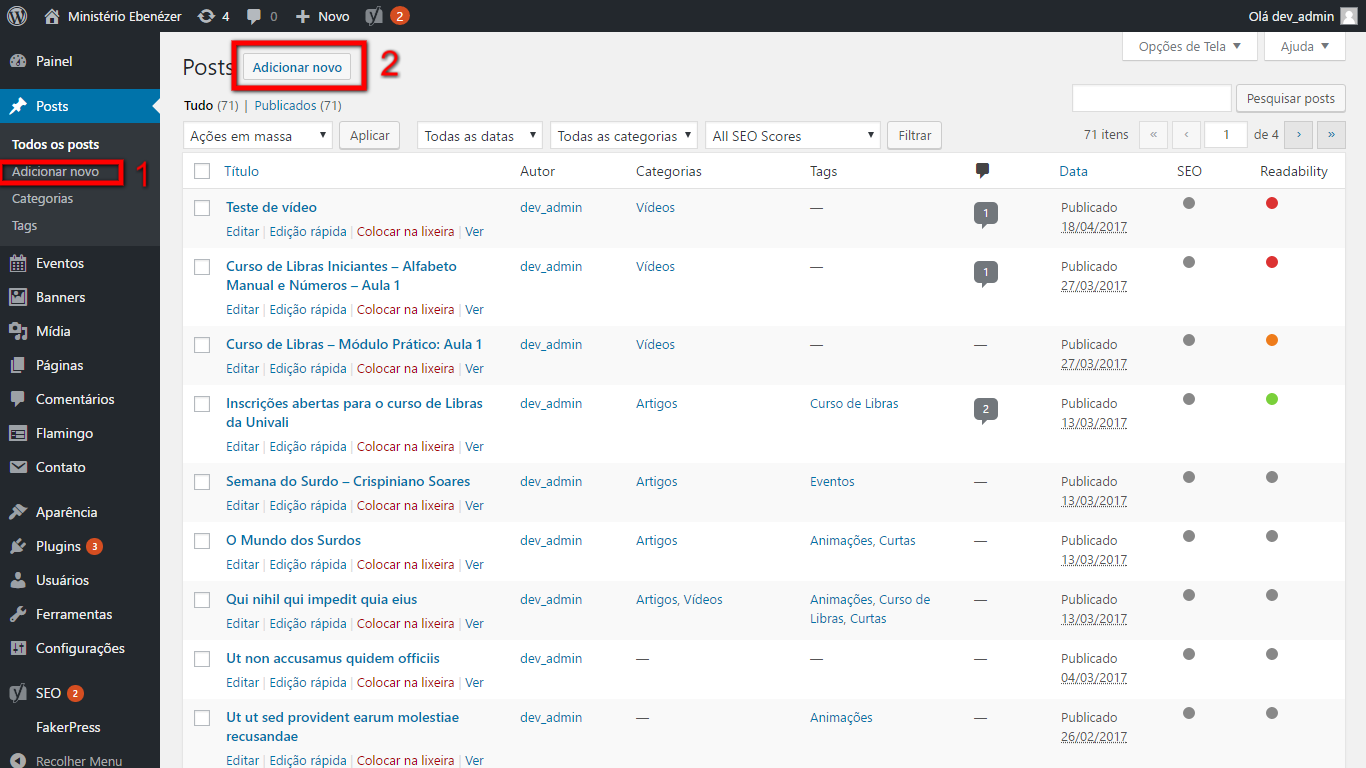 Ministério Ebenézer 4 0 Novo 2 Olá dev_admin
Painel
Posts
Todos os posts
Adicionar novo 1
Categorias
Tags
Eventos
Banners
Mídia
Páginas
Comentários
Flamingo
Contato
Aparência
Plugins 3
Usuários
Ferramentas
Configurações
SEO 2
FakerPress
Recolher Menu
Opções de Tela Ajuda
Posts Adicionar novo 2
Tudo (71) | Publicados (71)
Pesquisar posts
Ações em massa Aplicar Todas as datas Todas as categorias All SEO Scores Filtrar 71 itens « ‹ 1 de 4 › »
Título Autor Categorias Tags Data SEO Readability
Teste de vídeo dev_admin Vídeos — 1 Publicado
18/04/2017
Editar | Edição rápida | Colocar na lixeira | Ver
Curso de Libras Iniciantes – Alfabeto dev_admin Vídeos — 1 Publicado
Manual e Números – Aula 1 27/03/2017
Editar | Edição rápida | Colocar na lixeira | Ver
Curso de Libras – Módulo Prático: Aula 1 dev_admin Vídeos — — Publicado
27/03/2017
Editar | Edição rápida | Colocar na lixeira | Ver
Inscrições abertas para o curso de Libras dev_admin Artigos Curso de Libras 2 Publicado
da Univali 13/03/2017
Editar | Edição rápida | Colocar na lixeira | Ver
Semana do Surdo – Crispiniano Soares dev_admin Artigos Eventos — Publicado
13/03/2017
Editar | Edição rápida | Colocar na lixeira | Ver
O Mundo dos Surdos dev_admin Artigos Animações, Curtas — Publicado
13/03/2017
Editar | Edição rápida | Colocar na lixeira | Ver
Qui nihil qui impedit quia eius dev_admin Artigos, Vídeos Animações, Curso de — Publicado
Libras, Curtas 13/03/2017
Editar | Edição rápida | Colocar na lixeira | Ver
Ut non accusamus quidem officiis dev_admin — — — Publicado
04/03/2017
Editar | Edição rápida | Colocar na lixeira | Ver
Ut ut sed provident earum molestiae dev_admin — Animações — Publicado
recusandae 26/02/2017
Editar | Edição rápida | Colocar na lixeira | Ver